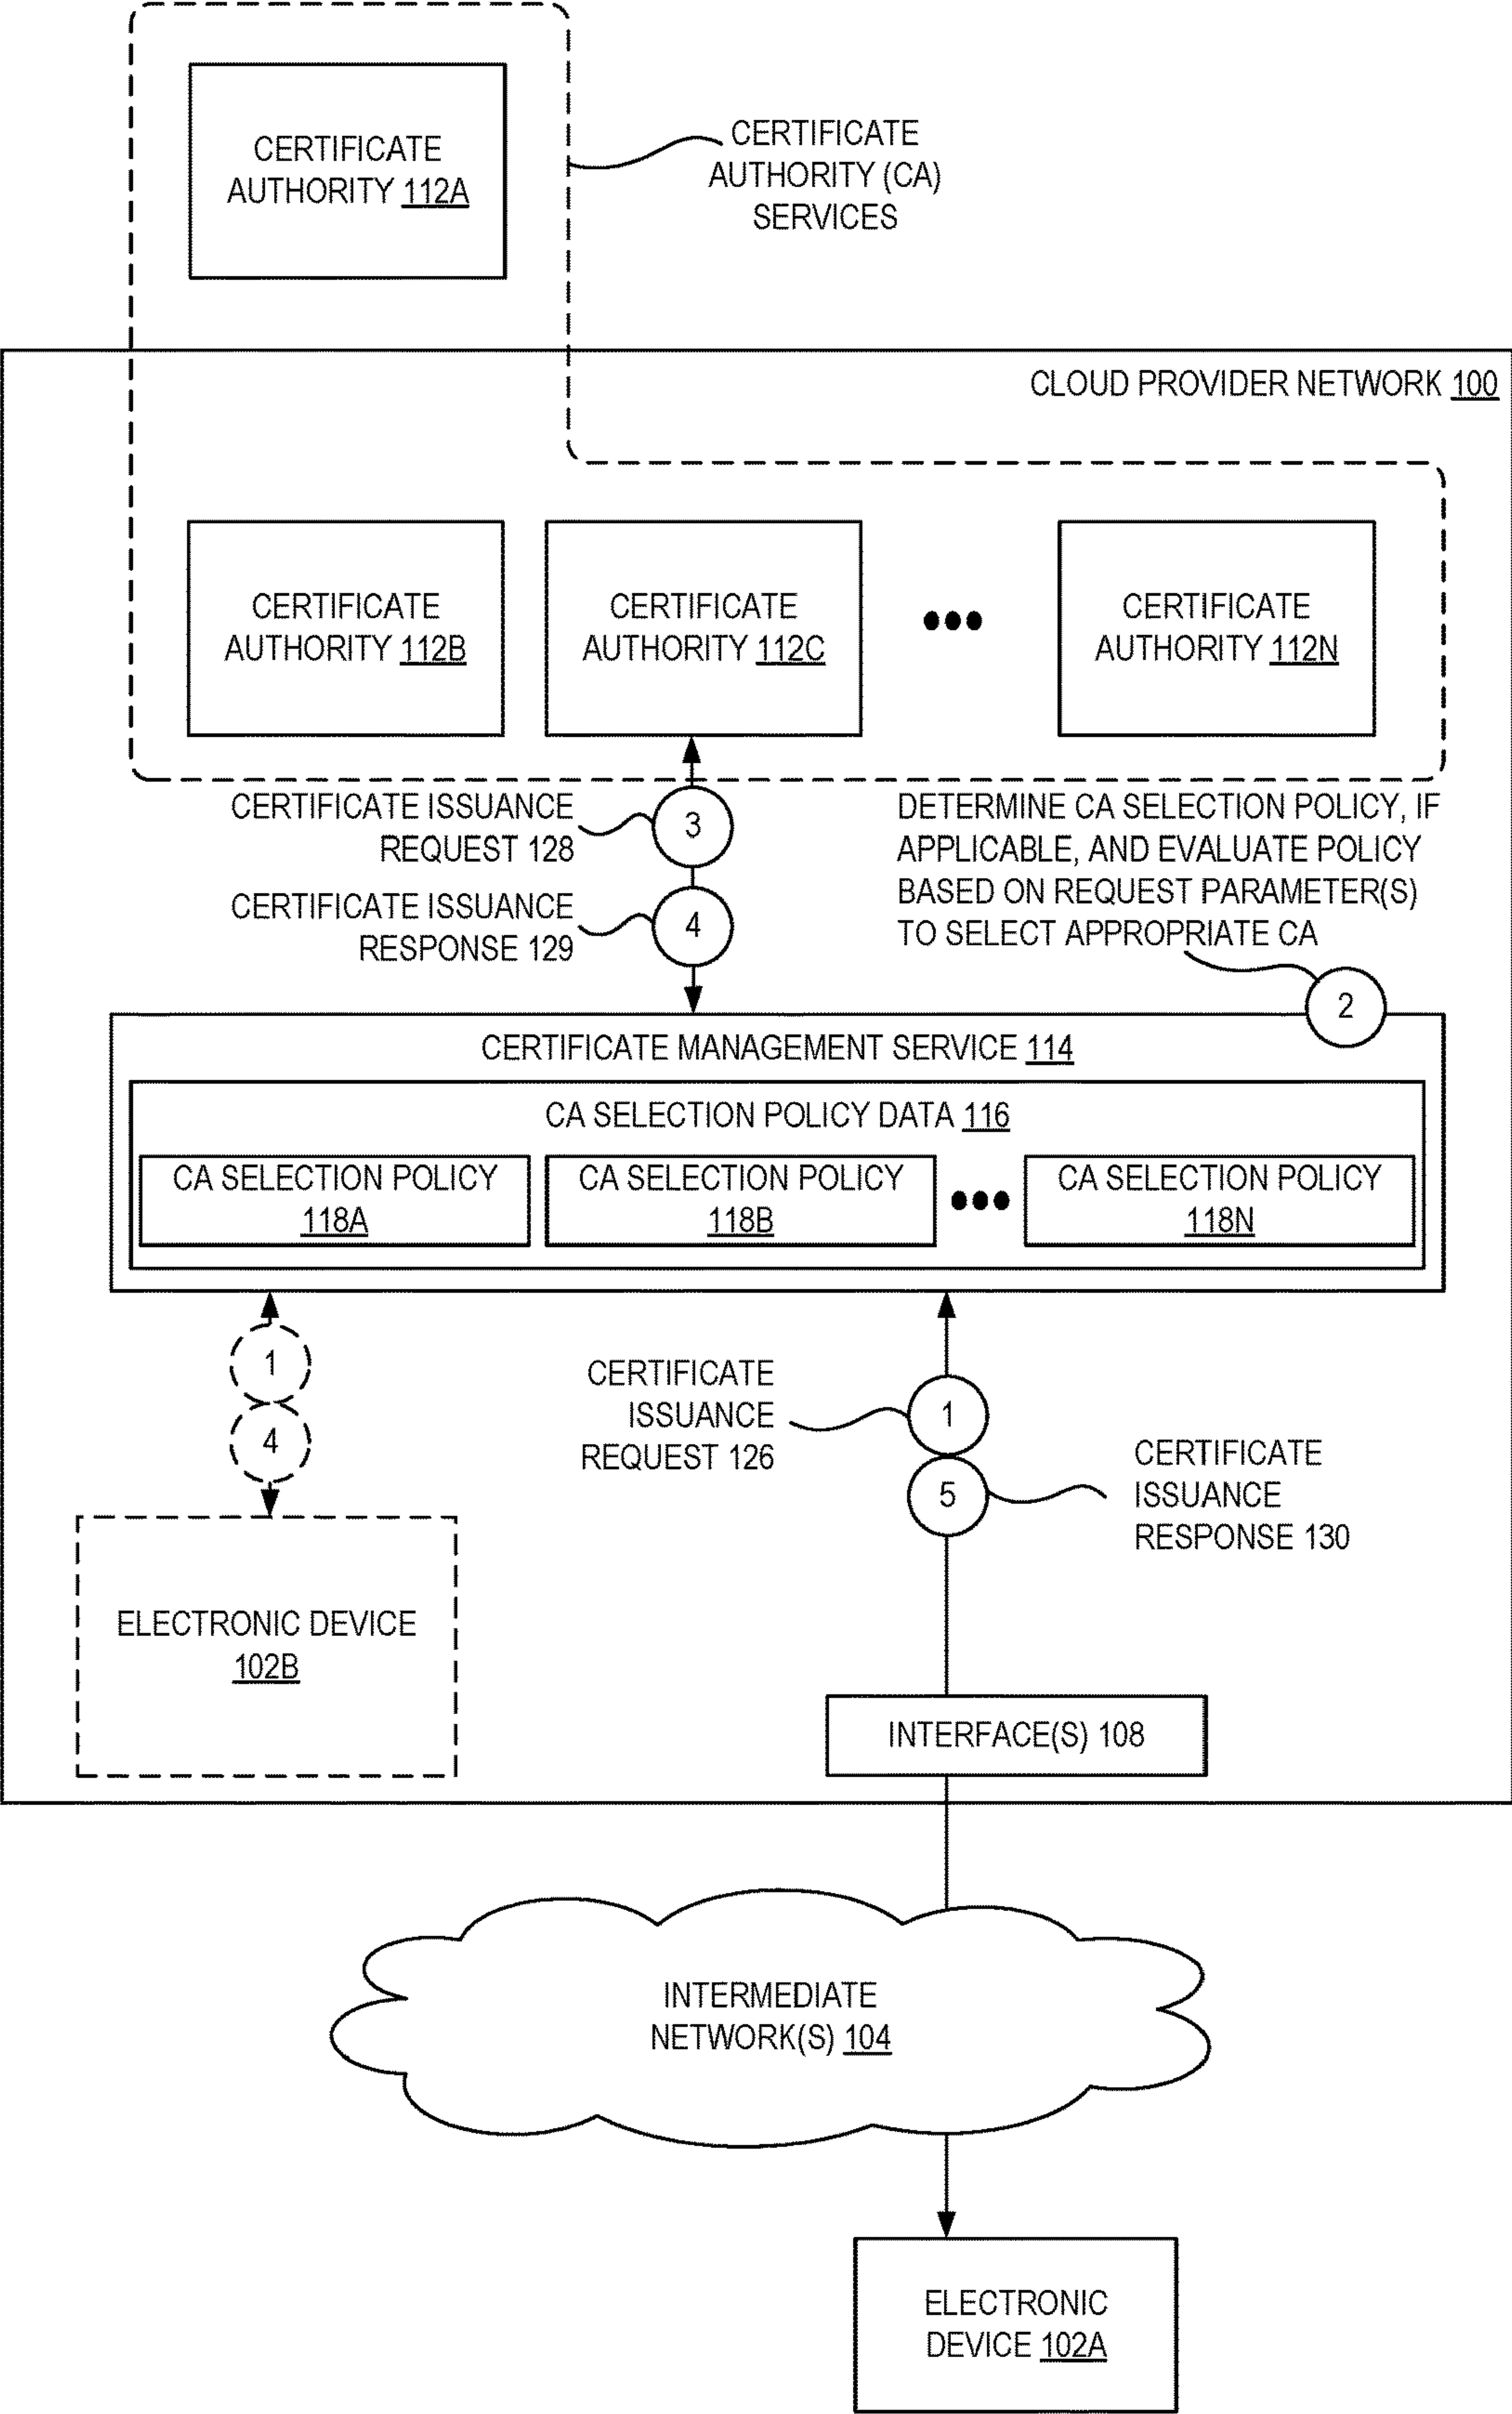 CERTIFICATE
AUTHORITY 112A
CERTIFICATE
AUTHORITY (CA)
SERVICES
CLOUD PROVIDER NETWORK 100
CERTIFICATE
AUTHORITY 112B
CERTIFICATE
AUTHORITY 112C
CERTIFICATE
AUTHORITY 112N
CERTIFICATE ISSUANCE
REQUEST 128
3
CERTIFICATE ISSUANCE
RESPONSE 129
4
DETERMINE CA SELECTION POLICY, IF
APPLICABLE, AND EVALUATE POLICY
BASED ON REQUEST PARAMETER(S)
TO SELECT APPROPRIATE CA
2
CERTIFICATE MANAGEMENT SERVICE 114
CA SELECTION POLICY DATA 116
CA SELECTION POLICY
118A
CA SELECTION POLICY
118B
CA SELECTION POLICY
118N
1
4
CERTIFICATE
ISSUANCE
REQUEST 126
1
5
CERTIFICATE
ISSUANCE
RESPONSE 130
ELECTRONIC DEVICE
102B
INTERFACE(S) 108
INTERMEDIATE
NETWORK(S) 104
ELECTRONIC
DEVICE 102A